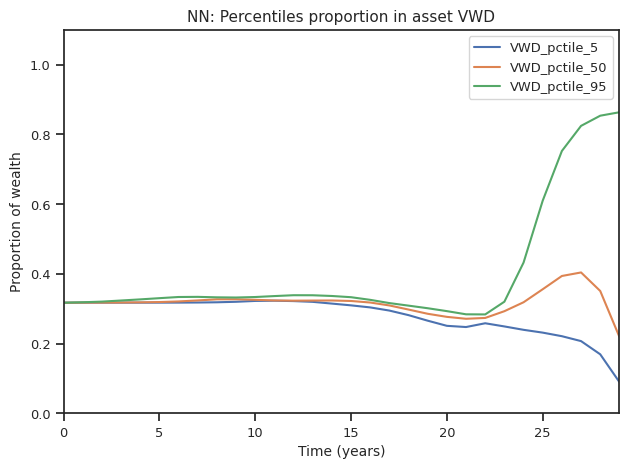 NN: Percentiles proportion in asset VWD
VWD_pctile_5
VWD_pctile_50
VWD_pctile_95
Proportion of wealth
1.0
0.8
0.6
0.4
0.2
0.0
0 5 10 15 20 25
Time (years)